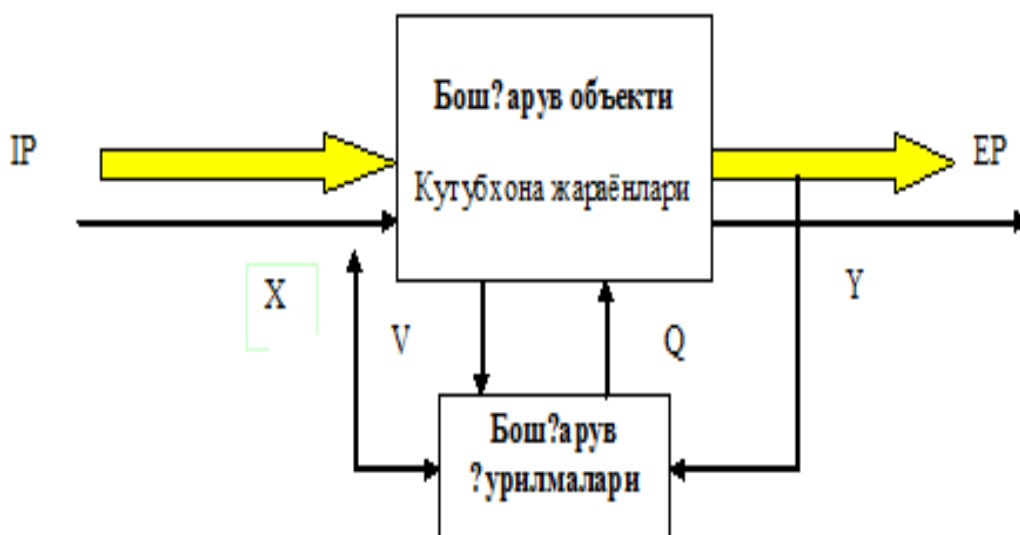 Бош?арув объекти
IP
EP
Кутубхона жараёнлари
X
V
Q
Y
Бош?арув
?урилмалари